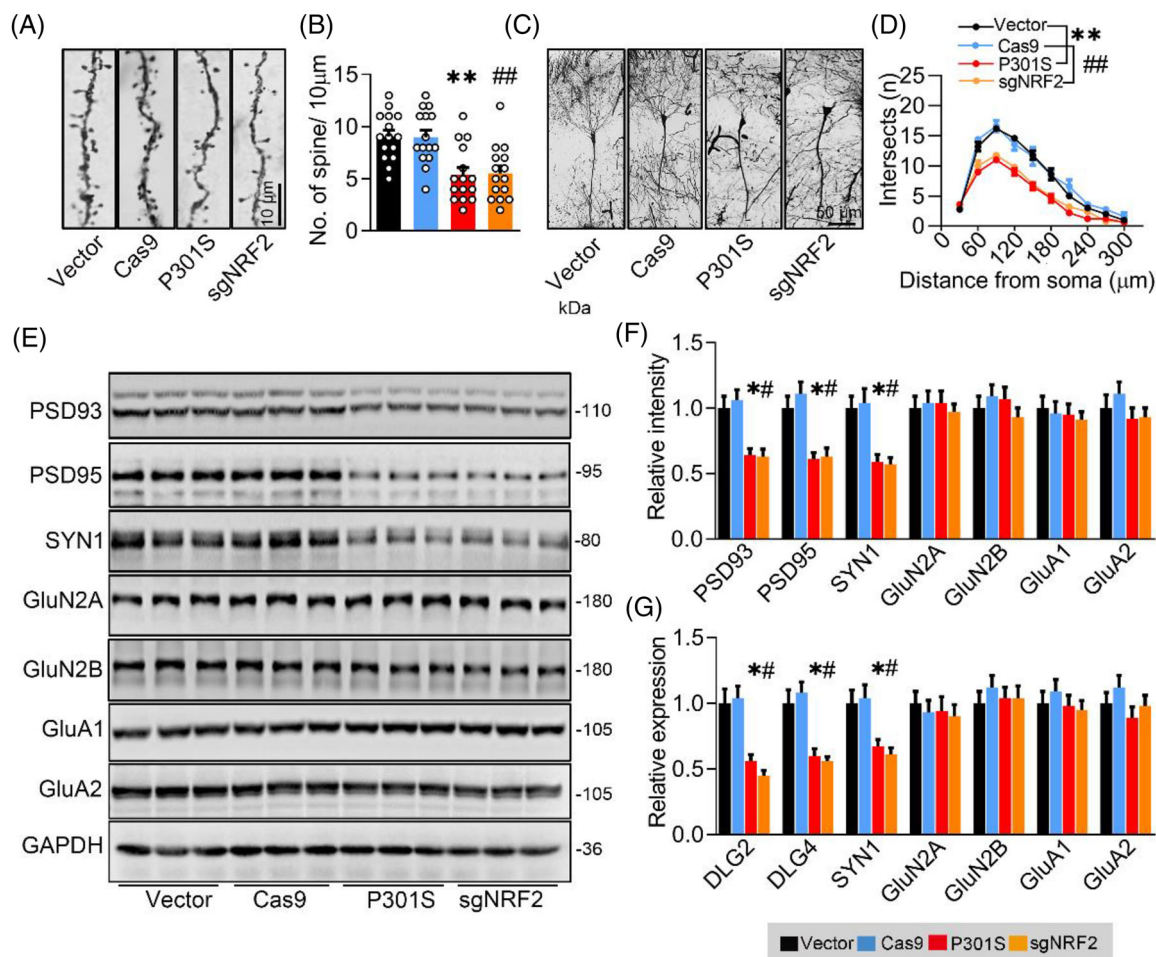 (A)
10 μm
Vector
Cas9
P301S
sgNRF2
(B)
No. of spine/ 10μm
15
10
5
0
**
##
(C)
50 μm
Vector
Cas9
P301S
sgNRF2
kDa
(D)
Vector
Cas9
P301S
sgNRF2
**
##
Intersects (n)
25
20
15
10
5
0
0
60
120
180
240
300
Distance from soma (μm)
(E)
PSD93 -110
PSD95 -95
SYN1 -80
GluN2A -180
GluN2B -180
GluA1 -105
GluA2 -105
GAPDH -36
Vector Cas9 P301S sgNRF2
(F)
Relative intensity
1.5
1.0
0.5
0.0
*# *# *#
PSD93
PSD95
SYN1
GluN2A
GluN2B
GluA1
GluA2
(G)
Relative expression
1.5
1.0
0.5
0.0
*# *# *#
DLG2
DLG4
SYN1
GluN2A
GluN2B
GluA1
GluA2
Vector Cas9 P301S sgNRF2